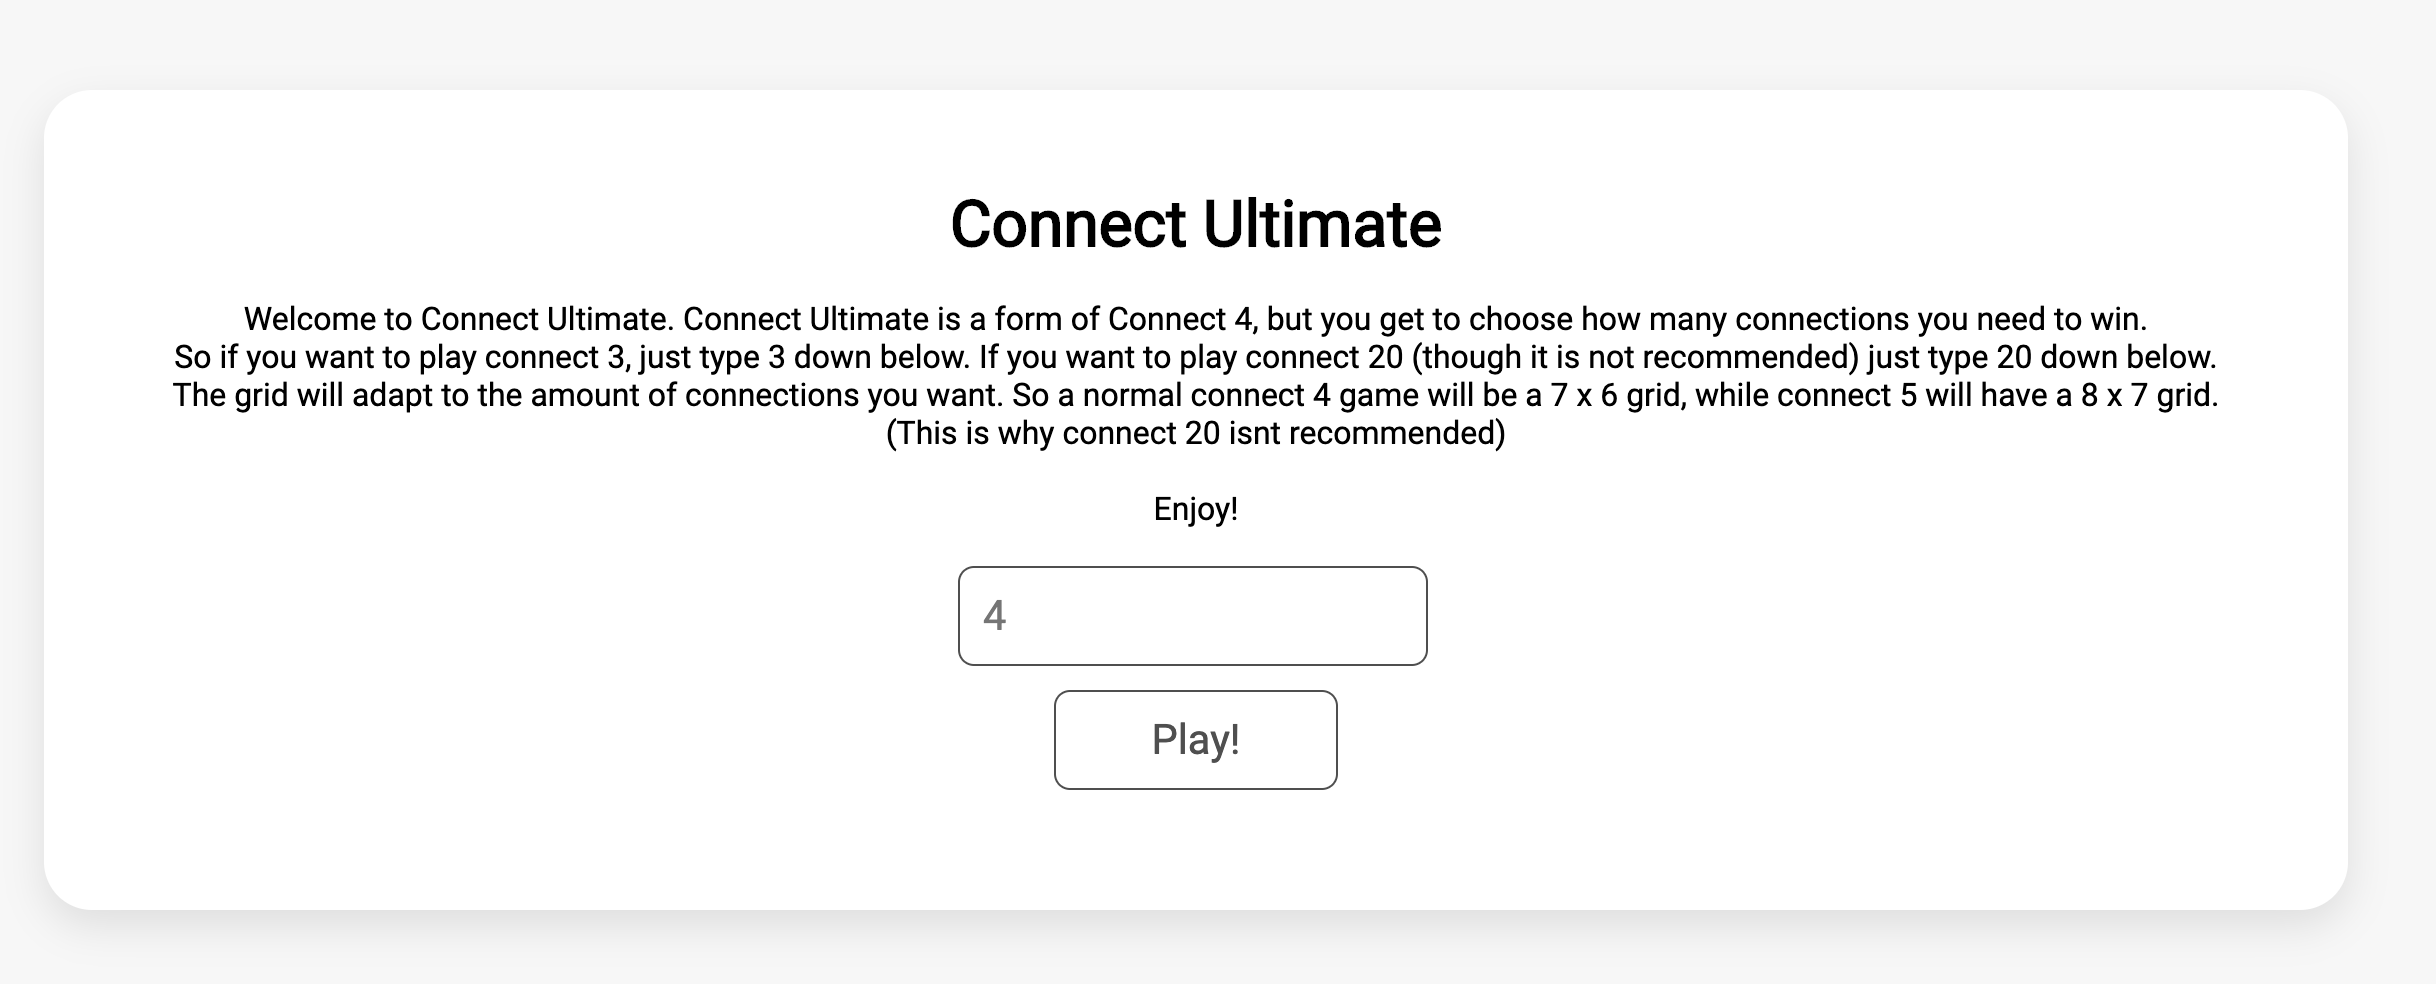 Connect Ultimate
Welcome to Connect Ultimate. Connect Ultimate is a form of Connect 4, but you get to choose how many connections you need to win.
So if you want to play connect 3, just type 3 down below. If you want to play connect 20 (though it is not recommended) just type 20 down below.
The grid will adapt to the amount of connections you want. So a normal connect 4 game will be a 7 x 6 grid, while connect 5 will have a 8 x 7 grid.
(This is why connect 20 isnt recommended)
Enjoy!
4
Play!